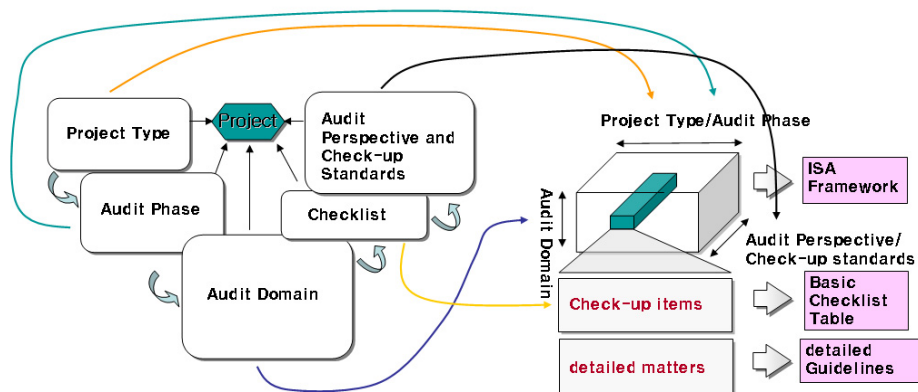 Project Type
Project
Audit
Perspective and
Check-up
Standards
Audit Phase
Checklist
Audit Domain
Project Type/Audit Phase
Audit Domain
Audit Perspective/
Check-up standards
ISA
Framework
Check-up items
Basic
Checklist
Table
detailed matters
detailed
Guidelines